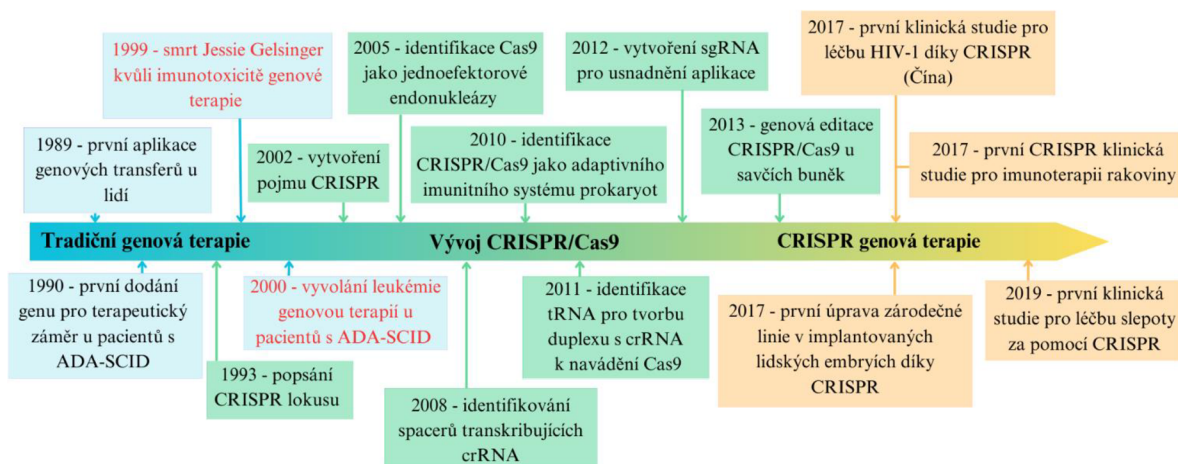 1999 - smrt Jessie Gelsinger
kvůli imunotoxicitě genové
terapie
2005 - identifikace Cas9
jako jednoefektorové
endonukleázy
2012 - vytvoření sgRNA
pro usnadnění aplikace
2017 - první klinická studie pro
léčbu HIV-1 díky CRISPR
(Čína)
1989 - první aplikace
genových transferů u
lidí
2002 - vytvoření
pojmu CRISPR
2010 - identifikace
CRISPR/Cas9 jako adaptivního
imunitního systému prokaryot
2013 - genová editace
CRISPR/Cas9 u
savčích buněk
2017 - první CRISPR klinická
studie pro imunoterapii rakoviny
Tradiční genová terapie
Vývoj CRISPR/Cas9
CRISPR genová terapie
1990 - první dodání
genu pro terapeutický
záměr u pacientů s
ADA-SCID
1993 - popsání
CRISPR lokusu
2000 - vyvolání leukémie
genovou terapií u
pacientů s ADA-SCID
2008 - identifikování
spacerů transkribujících
crRNA
2011 - identifikace
tRNA pro tvorbu
duplexu s crRNA
k navádění Cas9
2017 - první úprava zárodečné
linie v implantovaných
lidských embryích díky
CRISPR
2019 - první klinická
studie pro léčbu slepoty
za pomocí CRISPR